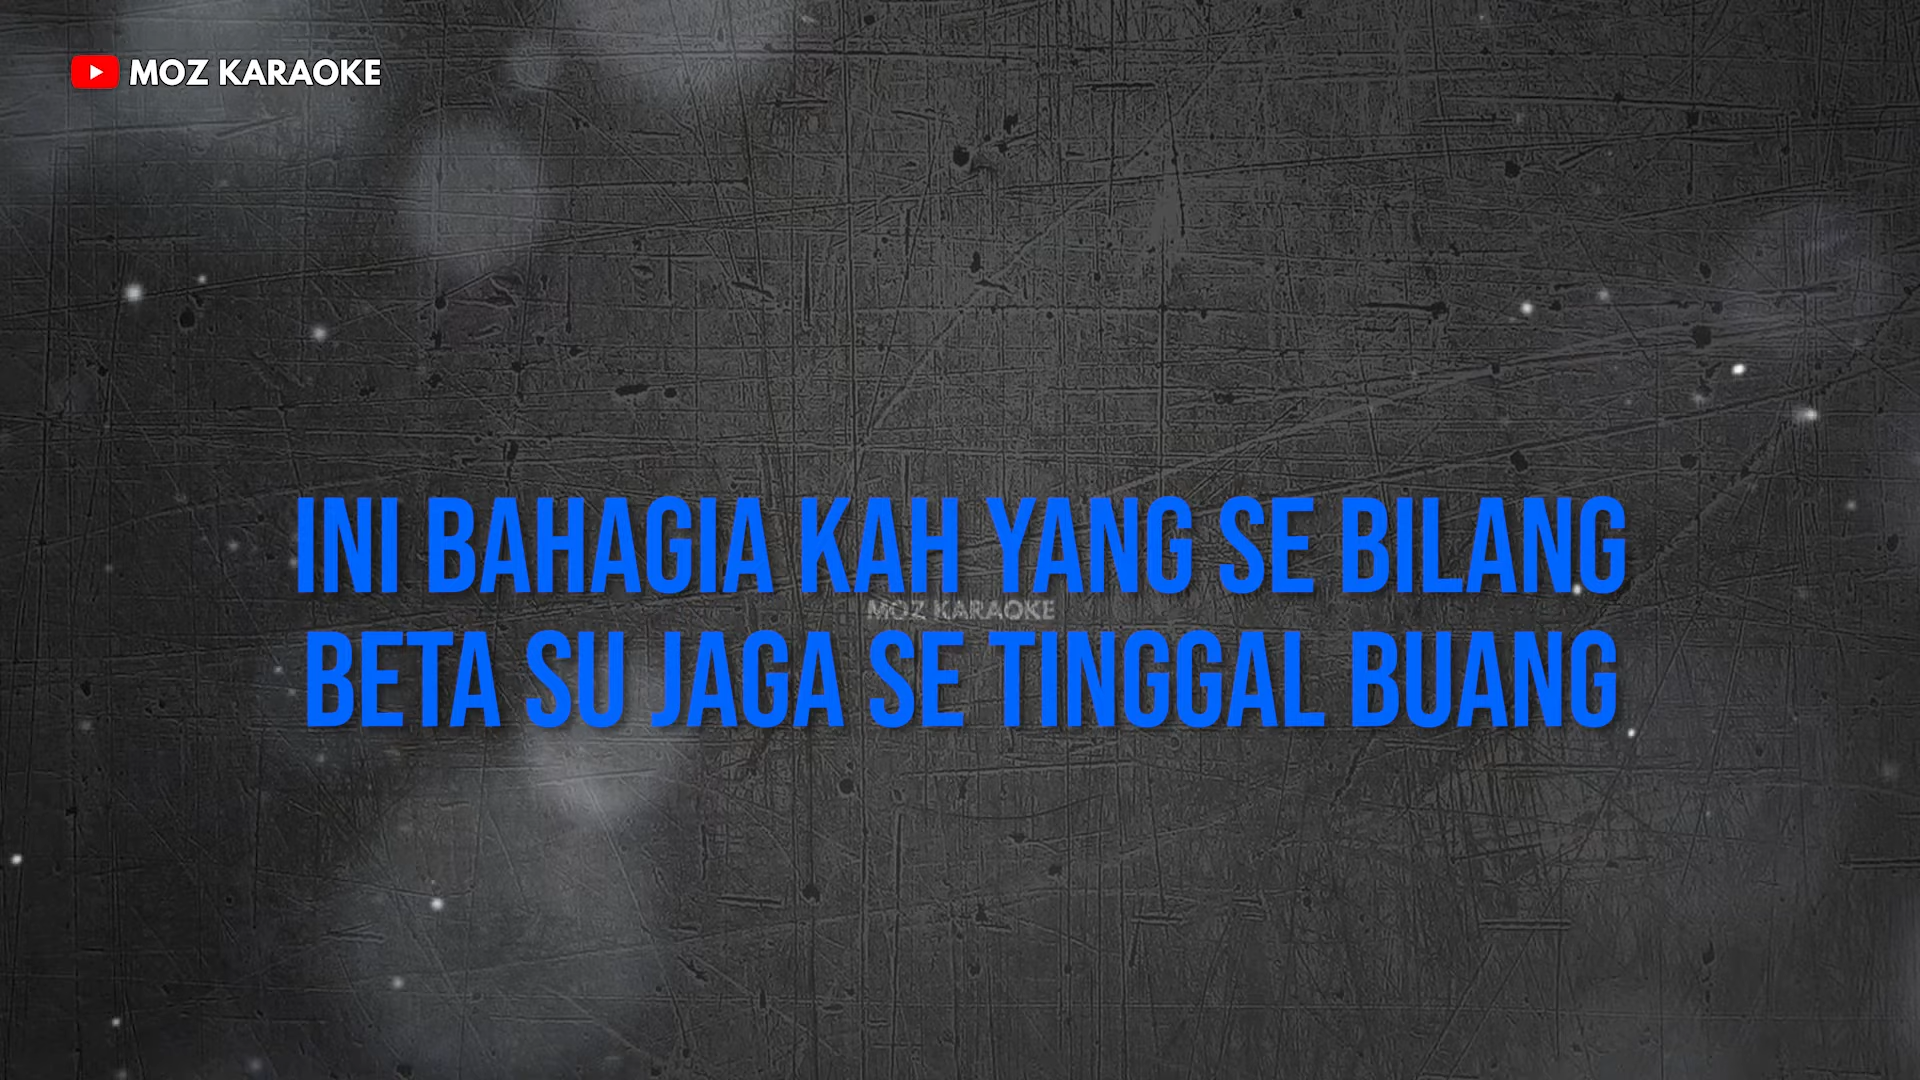 MOZ KARAOKE
INI BAHAGIA KAH YANG SE BILANG
MOZ KARAOKE
BETA SU JAGA SE TINGGAL BUANG